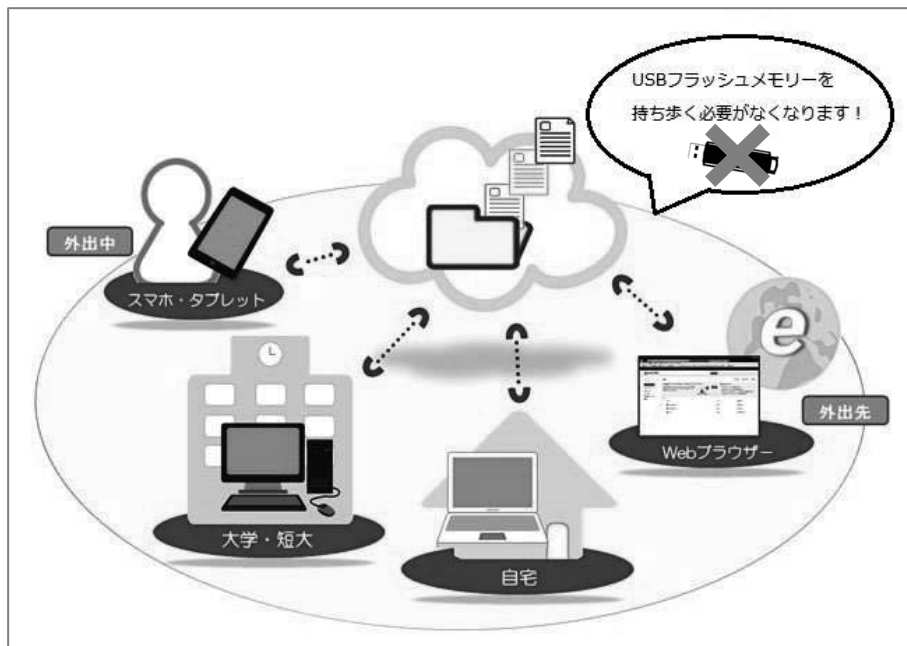 USBフラッシュメモリーを
持ち歩く必要がなくなります！
外出中
スマホ・タブレット
e
外出先
Webブラウザー
大学・短大
自宅